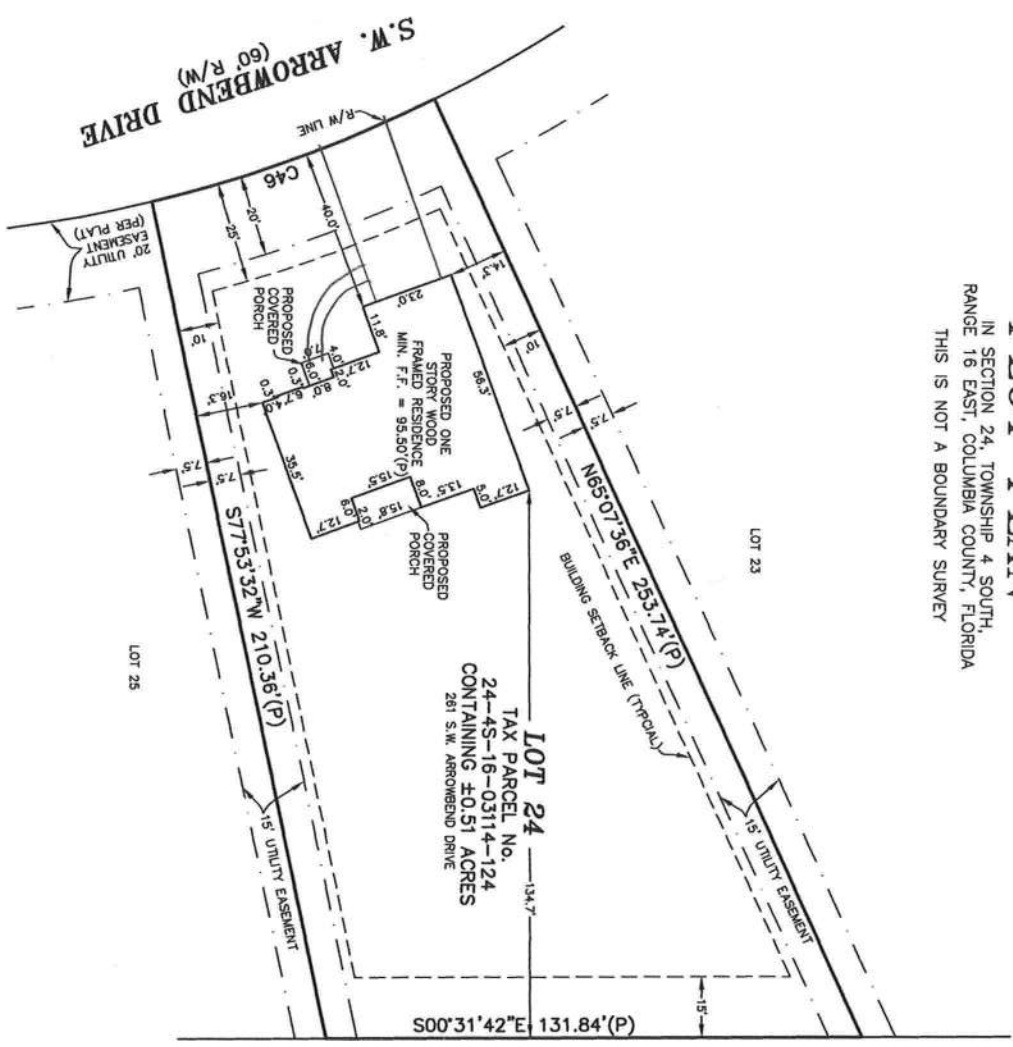 IN SECTION 24, TOWNSHIP 4 SOUTH,
RANGE 16 EAST, COLUMBIA COUNTY, FLORIDA
THIS IS NOT A BOUNDARY SURVEY
S.W. ARROWBEND DRIVE
(60' R/W)
R/W LINE
C46
20' UTILITY
EASEMENT
(PER PLAT)
20'
25'
40.0'
14.3'
23.0'
11.8'
10'
PROPOSED
COVERED
PORCH
7.0'
4.0'
2.0'
12.7'
6.0'
8.0'
0.3'
6.7'
4.0'
0.3'
16.3'
10'
PROPOSED ONE
STORY WOOD
FRAMED RESIDENCE
MIN. F.F. = 95.50'(P)
56.3'
35.5'
7.5'
7.5'
7.5'
7.5'
12.7'
5.0'
13.5'
8.0'
15.5'
15.8'
6.0'
2.0'
12.7'
PROPOSED
COVERED
PORCH
N65°07'36"E 253.74'(P)
S77°53'32"W 210.36'(P)
LOT 23
BUILDING SETBACK LINE (TYPCIAL)
LOT 25
LOT 24
TAX PARCEL No.
24-4S-16-03114-124
CONTAINING ±0.51 ACRES
261 S.W. ARROWBEND DRIVE
134.7'
15' UTILITY EASEMENT
15' UTILITY EASEMENT
15'
S00°31'42"E 131.84'(P)